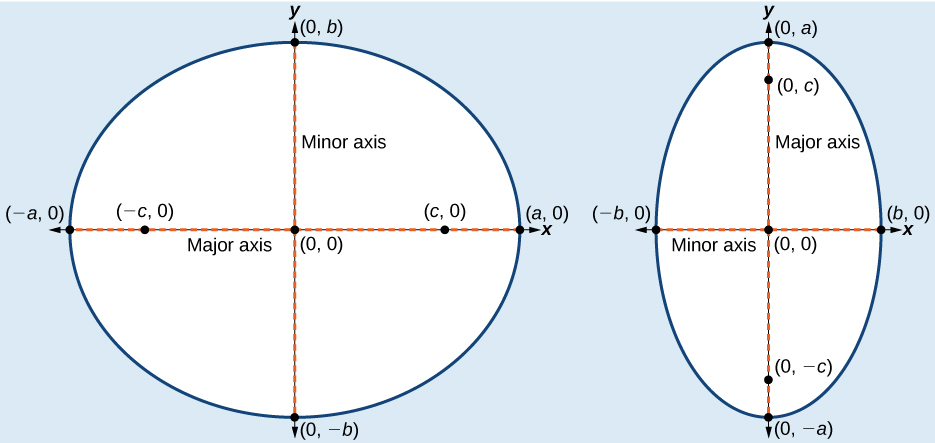 y
(0, b)
Minor axis
(−a, 0)
(−c, 0)
(c, 0)
(a, 0)
x
Major axis
(0, 0)
(0, −b)
y
(0, a)
(0, c)
Major axis
(−b, 0)
(b, 0)
x
Minor axis
(0, 0)
(0, −c)
(0, −a)